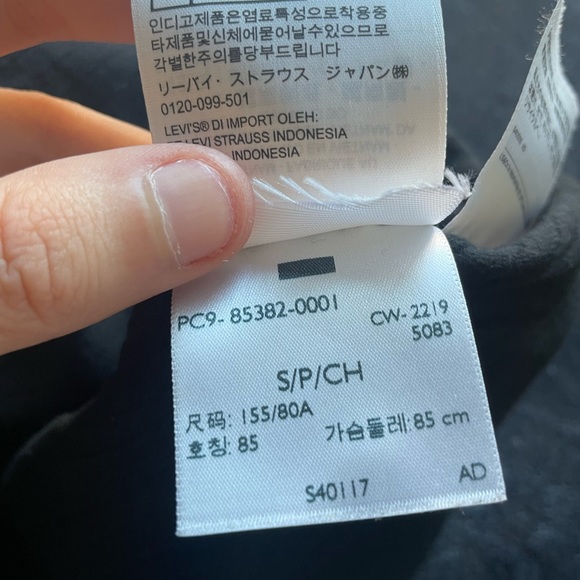 인디고제품은염료특성으로착용중
타제품및신체에묻어날수있으므로
각별한주의를당부드립니다
リーバイ・ストラウス ジャパン㈱
0120-099-501
LEVI'S® DI IMPORT OLEH:
LEVI STRAUSS INDONESIA
, INDONESIA
PC9- 85382-0001
CW- 2219
5083
S/P/CH
尺码: 155/80A
호칭: 85
가슴둘레: 85 cm
S40117
AD